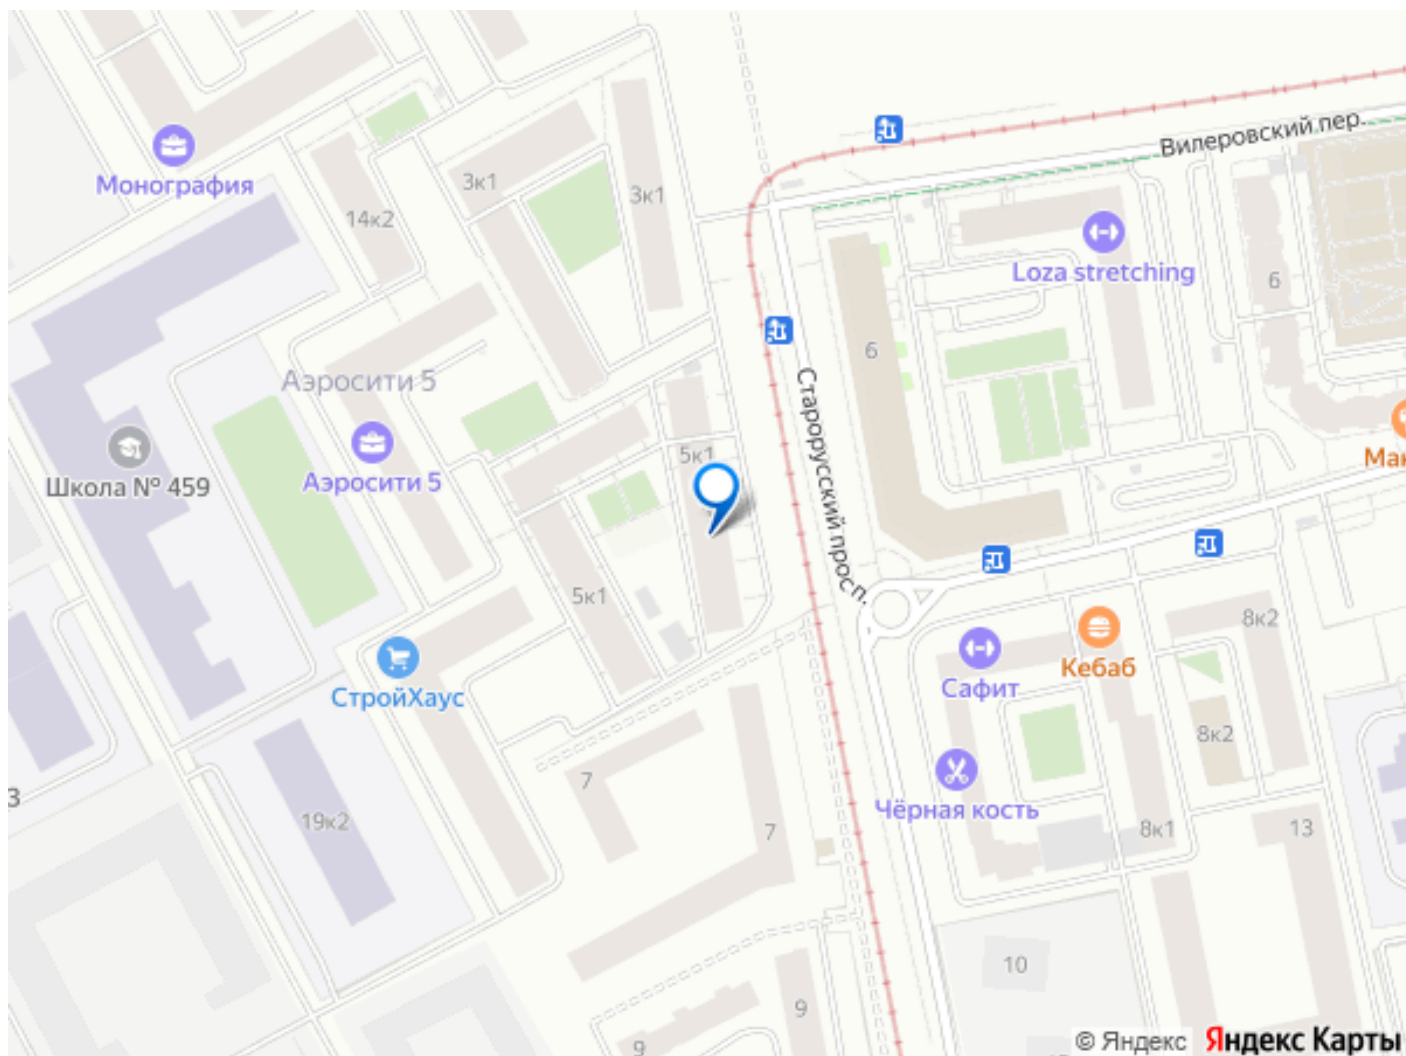 Вилеровский пер.
Монография
3к1
3к1
14к2
Loza stretching
6
6
Аэросити 5
Старорусский просп.
Школа № 459
Аэросити 5
5к1
Мак
5к1
8к2
СтройХаус
Сафит
Кебаб
8к2
7
Чёрная кость
3
19к2
7
8к1
13
10
9
9
© Яндекс Яндекс Карты